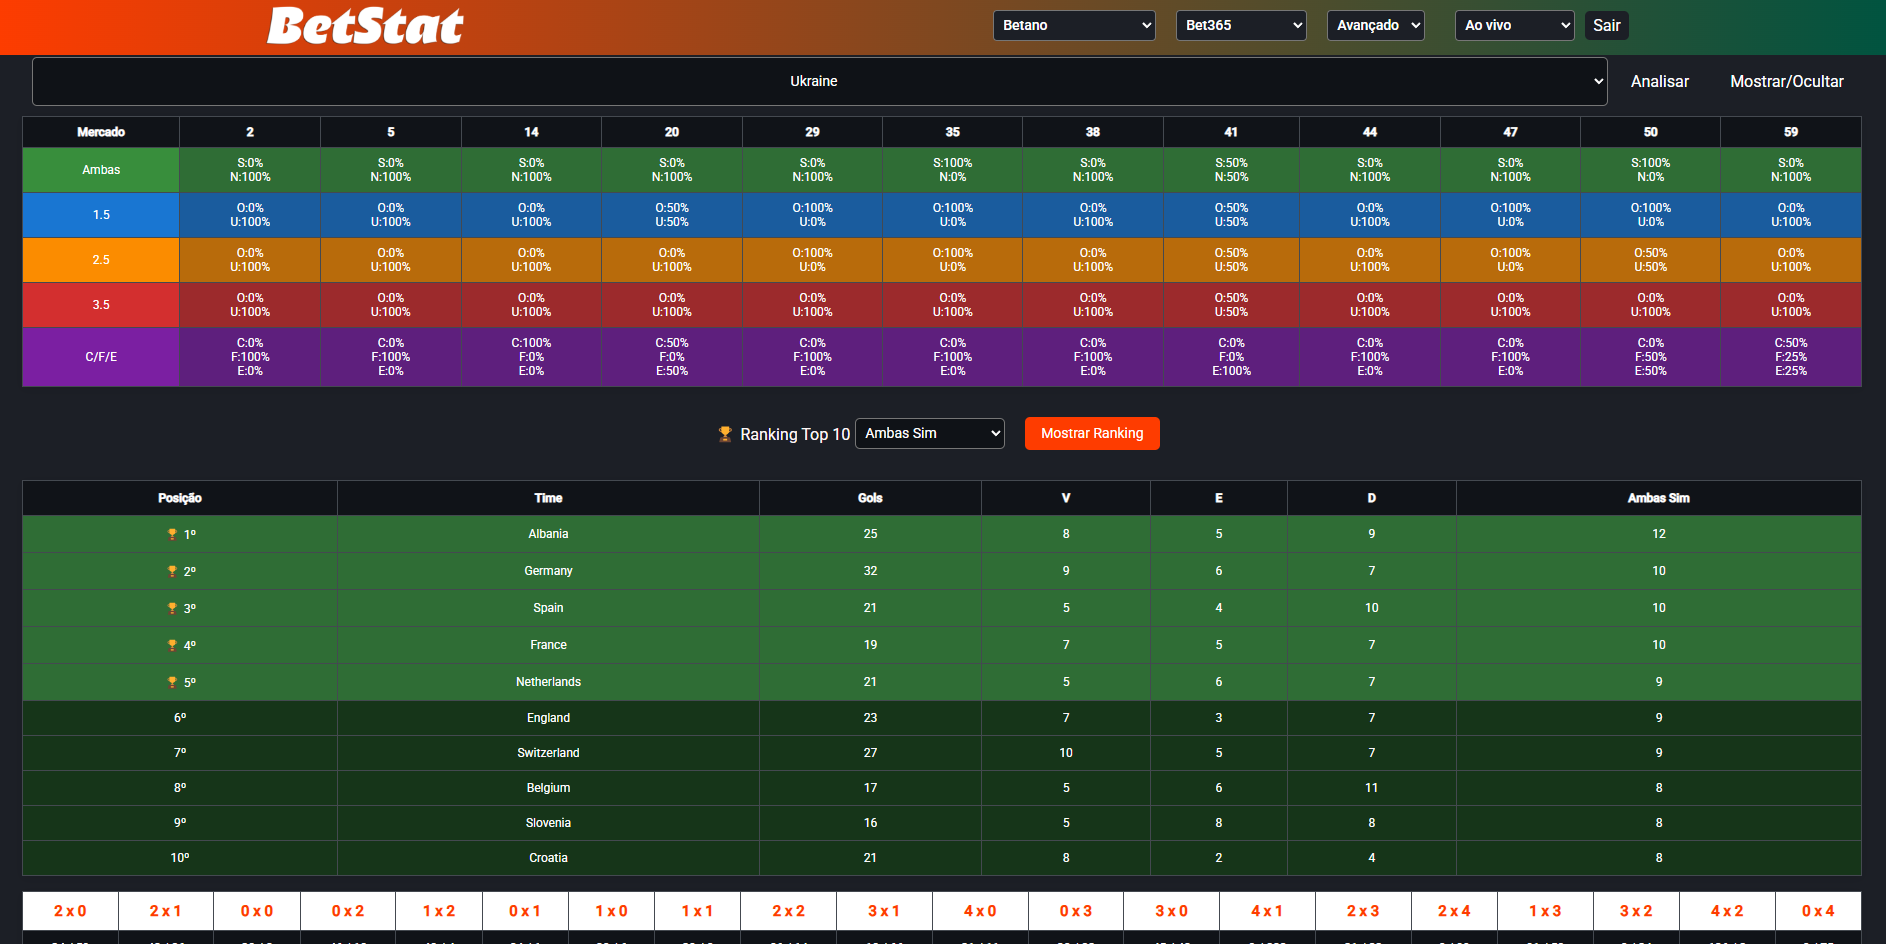 BetStat Betano Bet365 Avançado Ao vivo Sair
Ukraine Analisar Mostrar/Ocultar
Mercado 2 5 14 20 29 35 38 41 44 47 50 59
Ambas S:0% S:0% S:0% S:0% S:0% S:100% S:0% S:50% S:0% S:0% S:100% S:0%
N:100% N:100% N:100% N:100% N:100% N:0% N:100% N:50% N:100% N:100% N:0% N:100%
1.5 O:0% O:0% O:0% O:50% O:100% O:100% O:0% O:50% O:0% O:100% O:100% O:0%
U:100% U:100% U:100% U:50% U:0% U:0% U:100% U:50% U:100% U:0% U:0% U:100%
2.5 O:0% O:0% O:0% O:0% O:100% O:100% O:0% O:50% O:0% O:100% O:50% O:0%
U:100% U:100% U:100% U:100% U:0% U:0% U:100% U:50% U:100% U:0% U:50% U:100%
3.5 O:0% O:0% O:0% O:0% O:0% O:0% O:0% O:50% O:0% O:0% O:0% O:0%
U:100% U:100% U:100% U:100% U:100% U:100% U:100% U:50% U:100% U:100% U:100% U:100%
C:0% C:0% C:100% C:50% C:0% C:0% C:0% C:0% C:0% C:0% C:0% C:50%
C/F/E F:100% F:100% F:0% F:0% F:100% F:100% F:100% F:0% F:100% F:100% F:50% F:25%
E:0% E:0% E:0% E:50% E:0% E:0% E:0% E:100% E:0% E:0% E:50% E:25%
🏆 Ranking Top 10 Ambas Sim Mostrar Ranking
Posição Time Gols V E D Ambas Sim
🏆 1º Albania 25 8 5 9 12
🏆 2º Germany 32 9 6 7 10
🏆 3º Spain 21 5 4 10 10
🏆 4º France 19 7 5 7 10
🏆 5º Netherlands 21 5 6 7 9
6º England 23 7 3 7 9
7º Switzerland 27 10 5 7 9
8º Belgium 17 5 6 11 8
9º Slovenia 16 5 8 8 8
10º Croatia 21 8 2 4 8
2 x 0 2 x 1 0 x 0 0 x 2 1 x 2 0 x 1 1 x 0 1 x 1 2 x 2 3 x 1 4 x 0 0 x 3 3 x 0 4 x 1 2 x 3 2 x 4 1 x 3 3 x 2 4 x 2 0 x 4